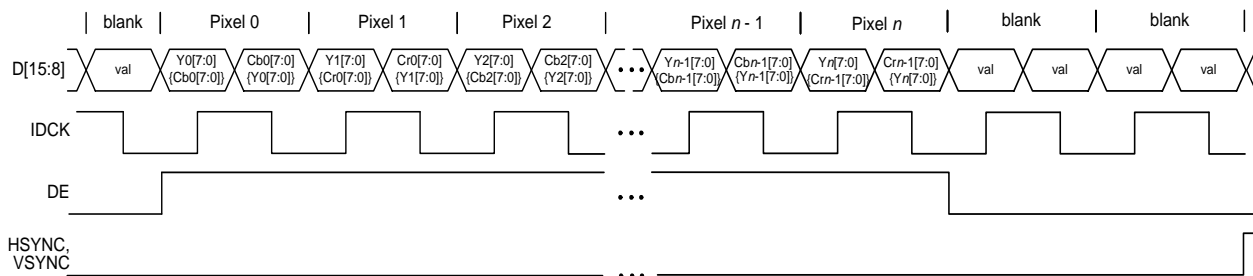 blank Pixel 0 Pixel 1 Pixel 2 Pixel n - 1 Pixel n blank blank
D[15:8] val Y0[7:0] Cb0[7:0] Y1[7:0] Cr0[7:0] Y2[7:0] Cb2[7:0] ••• Yn-1[7:0] Cbn-1[7:0] Yn[7:0] Crn-1[7:0] val val val val
{Cb0[7:0]} {Y0[7:0]} {Cr0[7:0]} {Y1[7:0]} {Cb2[7:0]} {Y2[7:0]} {Cbn-1[7:0]} {Yn-1[7:0]} {Crn-1[7:0]} {Yn[7:0]}
IDCK •••
DE •••
HSYNC,
VSYNC •••